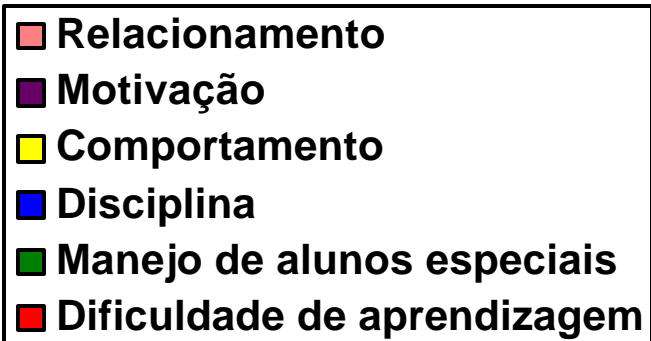 Relacionamento
Motivação
Comportamento
Disciplina
Manejo de alunos especiais
Dificuldade de aprendizagem